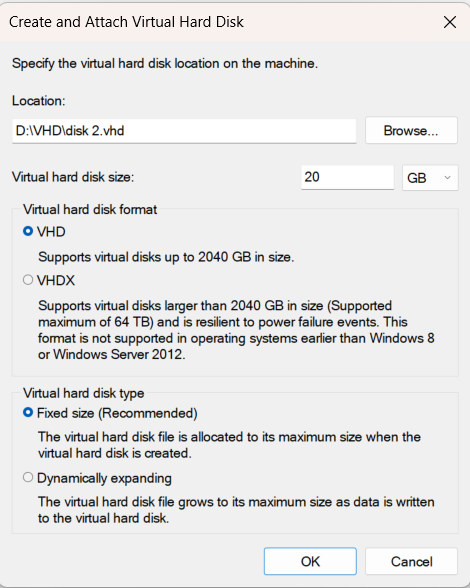 Create and Attach Virtual Hard Disk
Specify the virtual hard disk location on the machine.
Location:
D:\VHD\disk 2.vhd
Browse...
Virtual hard disk size:
20
GB
Virtual hard disk format
VHD
Supports virtual disks up to 2040 GB in size.
VHDX
Supports virtual disks larger than 2040 GB in size (Supported
maximum of 64 TB) and is resilient to power failure events. This
format is not supported in operating systems earlier than Windows 8
or Windows Server 2012.
Virtual hard disk type
Fixed size (Recommended)
The virtual hard disk file is allocated to its maximum size when the
virtual hard disk is created.
Dynamically expanding
The virtual hard disk file grows to its maximum size as data is written
to the virtual hard disk.
OK
Cancel